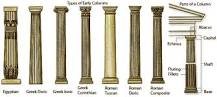 Types of Early Columns
Parts of a Column
Abacus
Capital
Echinus
Shaft
Fluting
Fillets
Base
Egyptian
Greek Doric
Greek Ionic
Greek
Corinthian
Roman
Tuscan
Roman
Doric
Roman
Composite